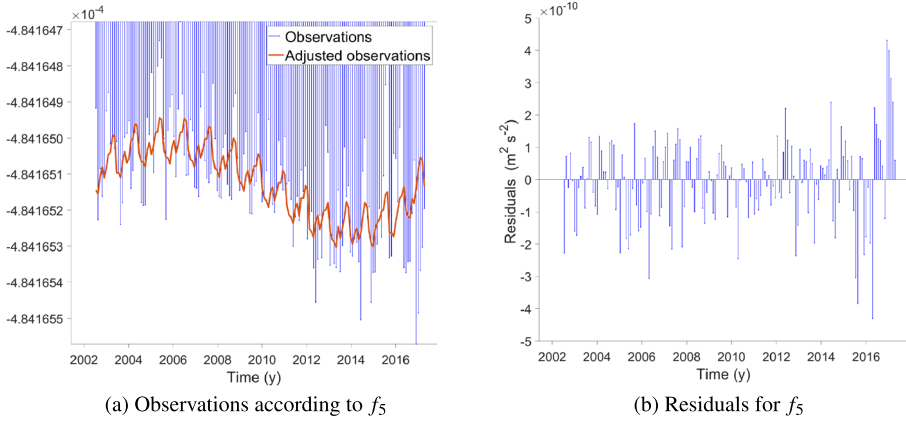 ×10⁻⁴
-4.841647
-4.841648
-4.841649
-4.841650
-4.841651
-4.841652
-4.841653
-4.841654
-4.841655
Observations
Adjusted observations
2002 2004 2006 2008 2010 2012 2014 2016
Time (y)
(a) Observations according to f₅
×10⁻¹⁰
5
4
3
2
1
0
-1
-2
-3
-4
-5
Residuals (m² s⁻²)
2002 2004 2006 2008 2010 2012 2014 2016
Time (y)
(b) Residuals for f₅